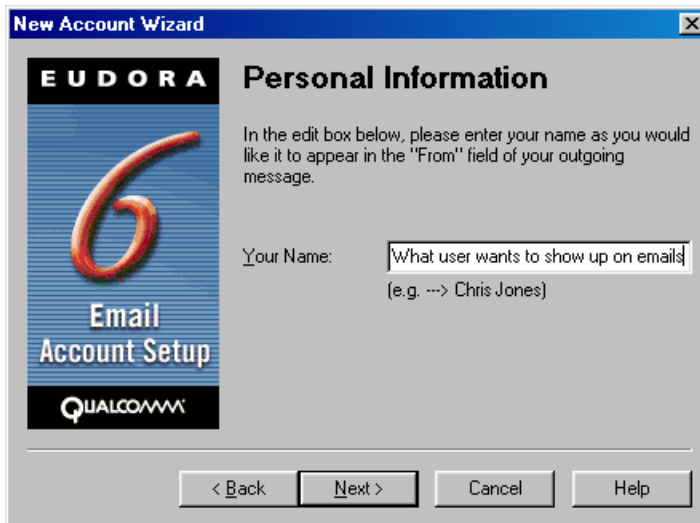 New Account Wizard
EUDORA
6
Email
Account Setup
QUALCOMM
Personal Information
In the edit box below, please enter your name as you would
like it to appear in the "From" field of your outgoing
message.
Your Name:
What user wants to show up on emails
(e.g. ---> Chris Jones)
< Back
Next >
Cancel
Help